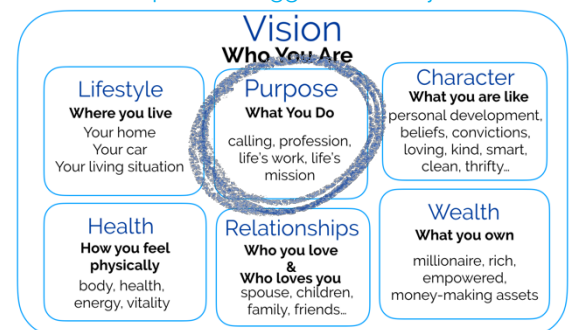 Vision
Who You Are
Lifestyle
Where you live
Your home
Your car
Your living situation
Purpose
What You Do
calling, profession,
life's work, life's
mission
Character
What you are like
personal development,
beliefs, convictions,
loving, kind, smart,
clean, thrifty...
Health
How you feel
physically
body, health,
energy, vitality
Relationships
Who you love
&
Who loves you
spouse, children,
family, friends...
Wealth
What you own
millionaire, rich,
empowered,
money-making assets